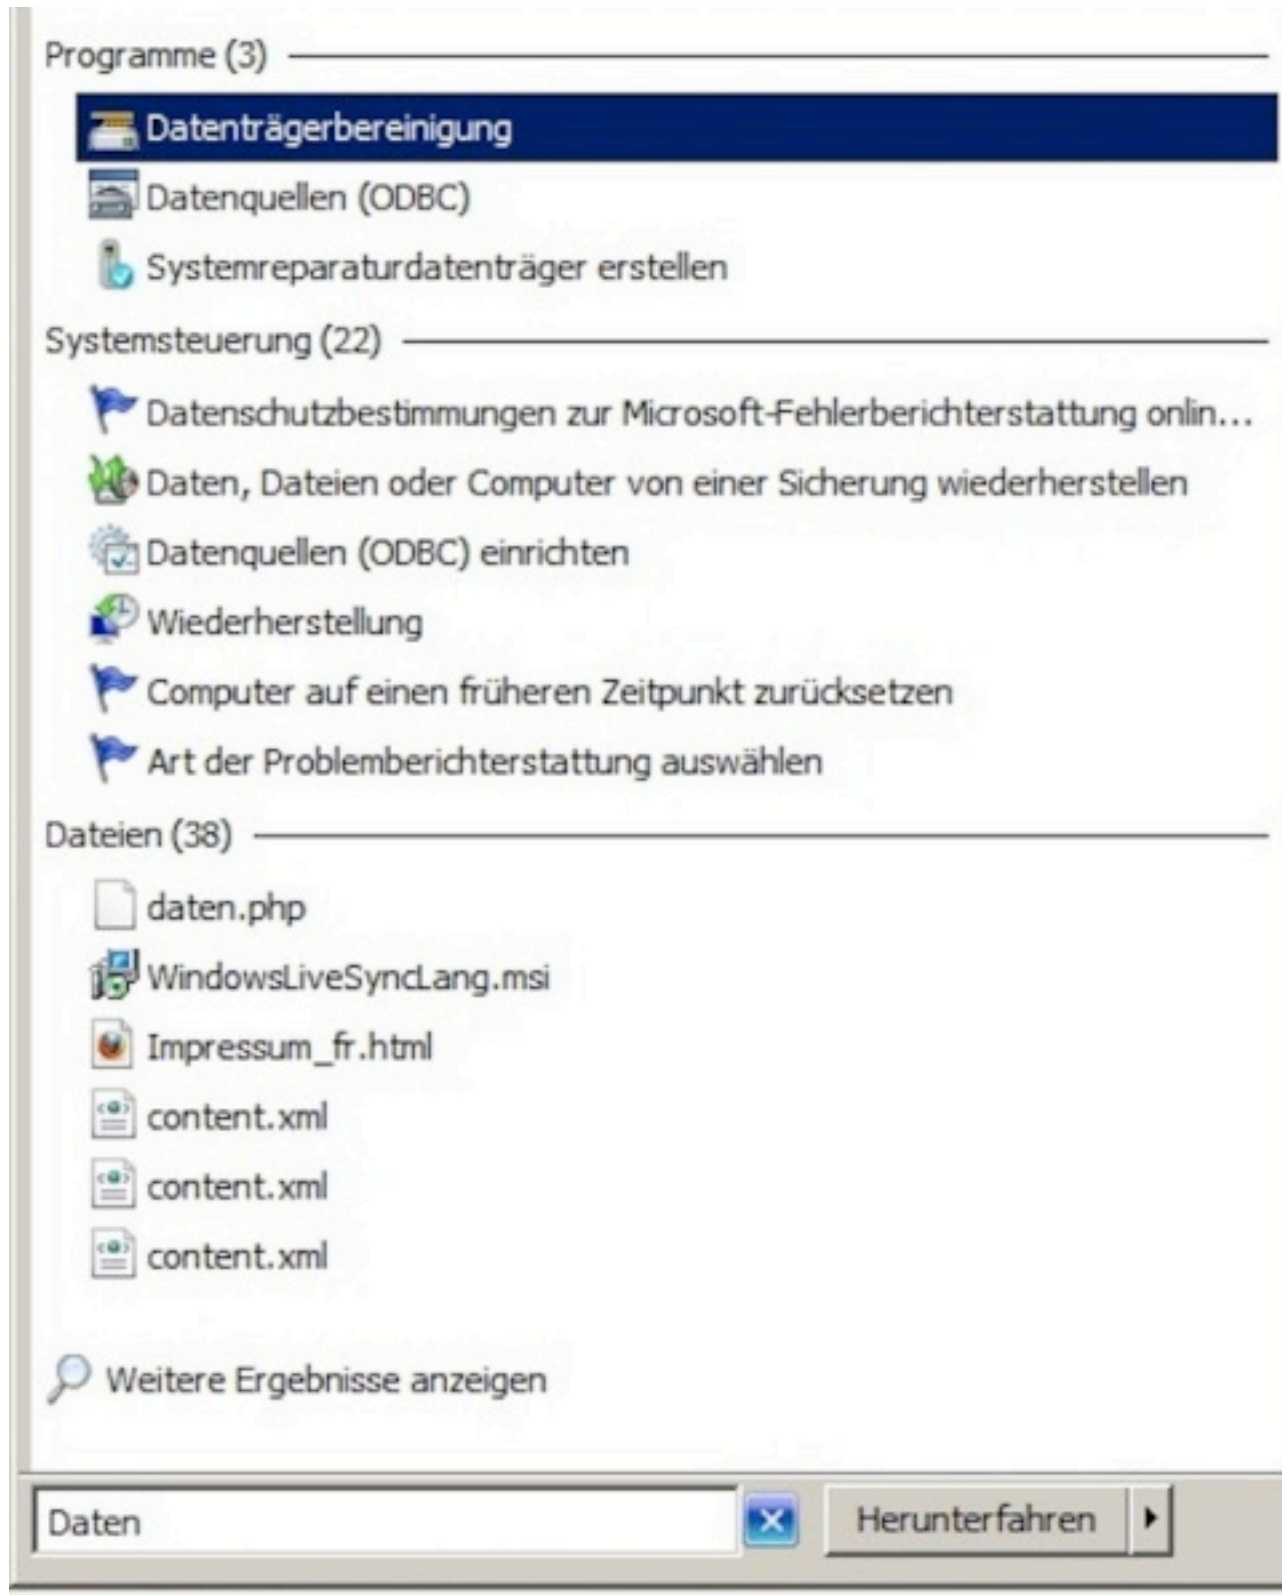 Programme (3)
Datenträgerbereinigung
Datenquellen (ODBC)
Systemreparaturdatenträger erstellen
Systemsteuerung (22)
Datenschutzbestimmungen zur Microsoft-Fehlerberichterstattung onlin...
Daten, Dateien oder Computer von einer Sicherung wiederherstellen
Datenquellen (ODBC) einrichten
Wiederherstellung
Computer auf einen früheren Zeitpunkt zurücksetzen
Art der Problemberichterstattung auswählen
Dateien (38)
daten.php
WindowsLiveSyncLang.msi
Impressum_fr.html
content.xml
content.xml
content.xml
Weitere Ergebnisse anzeigen
Daten
Herunterfahren